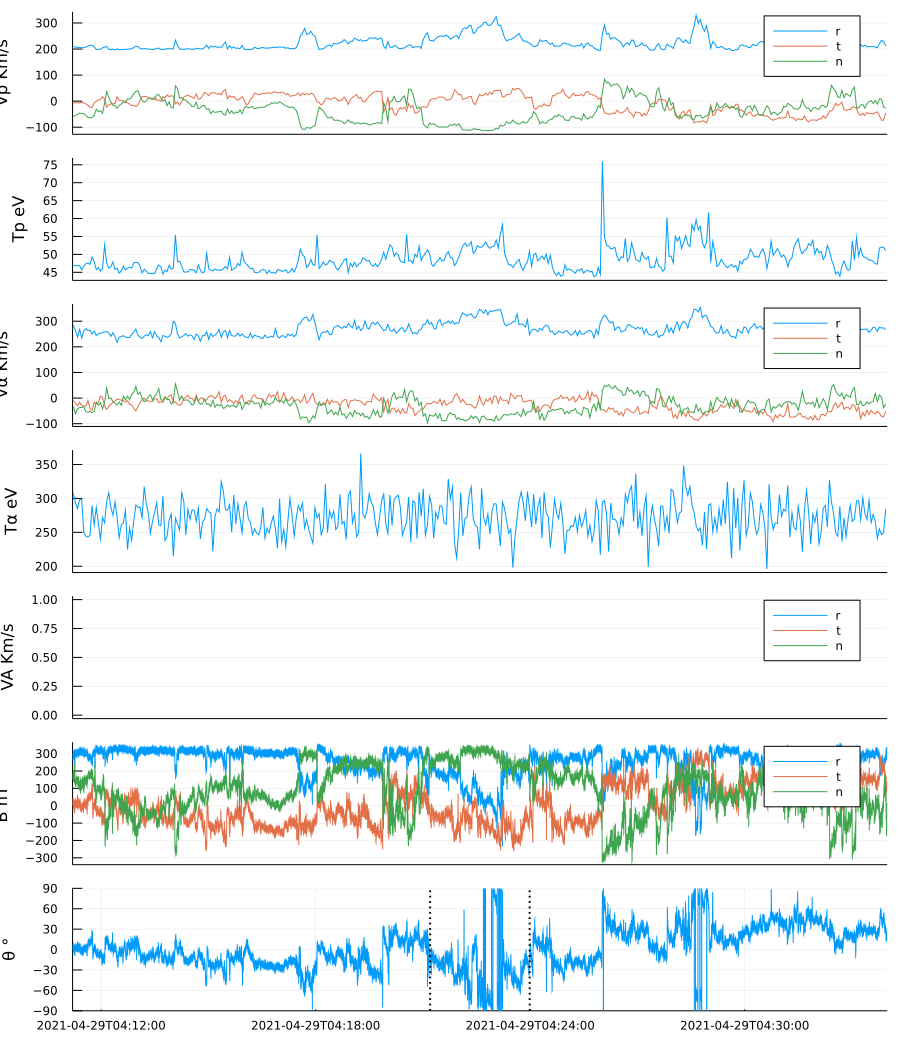 Vp Km/s
300
200
100
0
−100
r
t
n
Tp eV
75
70
65
60
55
50
45
Vα Km/s
300
200
100
0
−100
r
t
n
Tα eV
350
300
250
200
VA Km/s
1.00
0.75
0.50
0.25
0.00
r
t
n
B nT
300
200
100
0
−100
−200
−300
r
t
n
θ °
90
60
30
0
−30
−60
−90
2021-04-29T04:12:00
2021-04-29T04:18:00
2021-04-29T04:24:00
2021-04-29T04:30:00